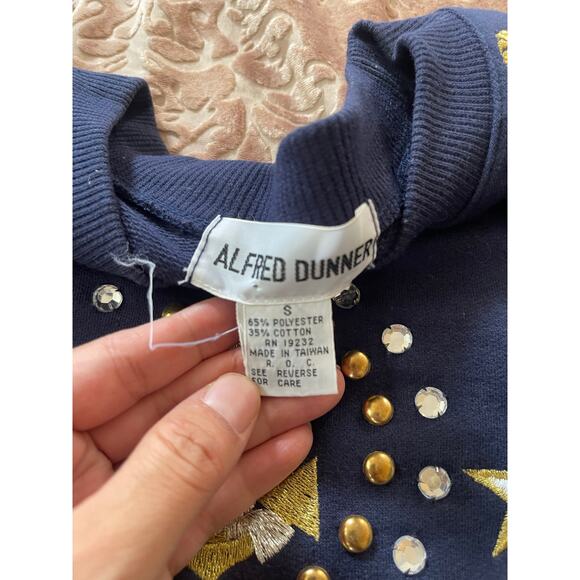 ALFRED DUNNER
S
65% POLYESTER
35% COTTON
RN 19232
MADE IN TAIWAN
R. O. C.
SEE REVERSE
FOR CARE